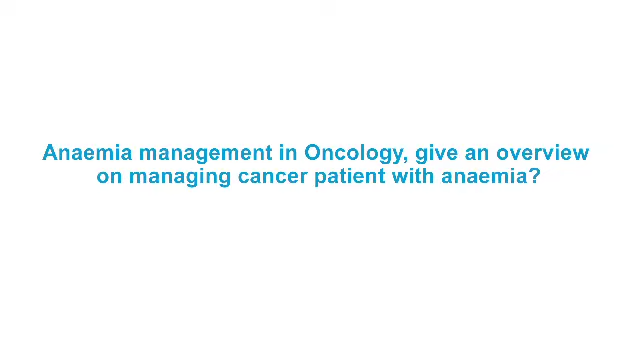 Anaemia management in Oncology, give an overview
on managing cancer patient with anaemia?